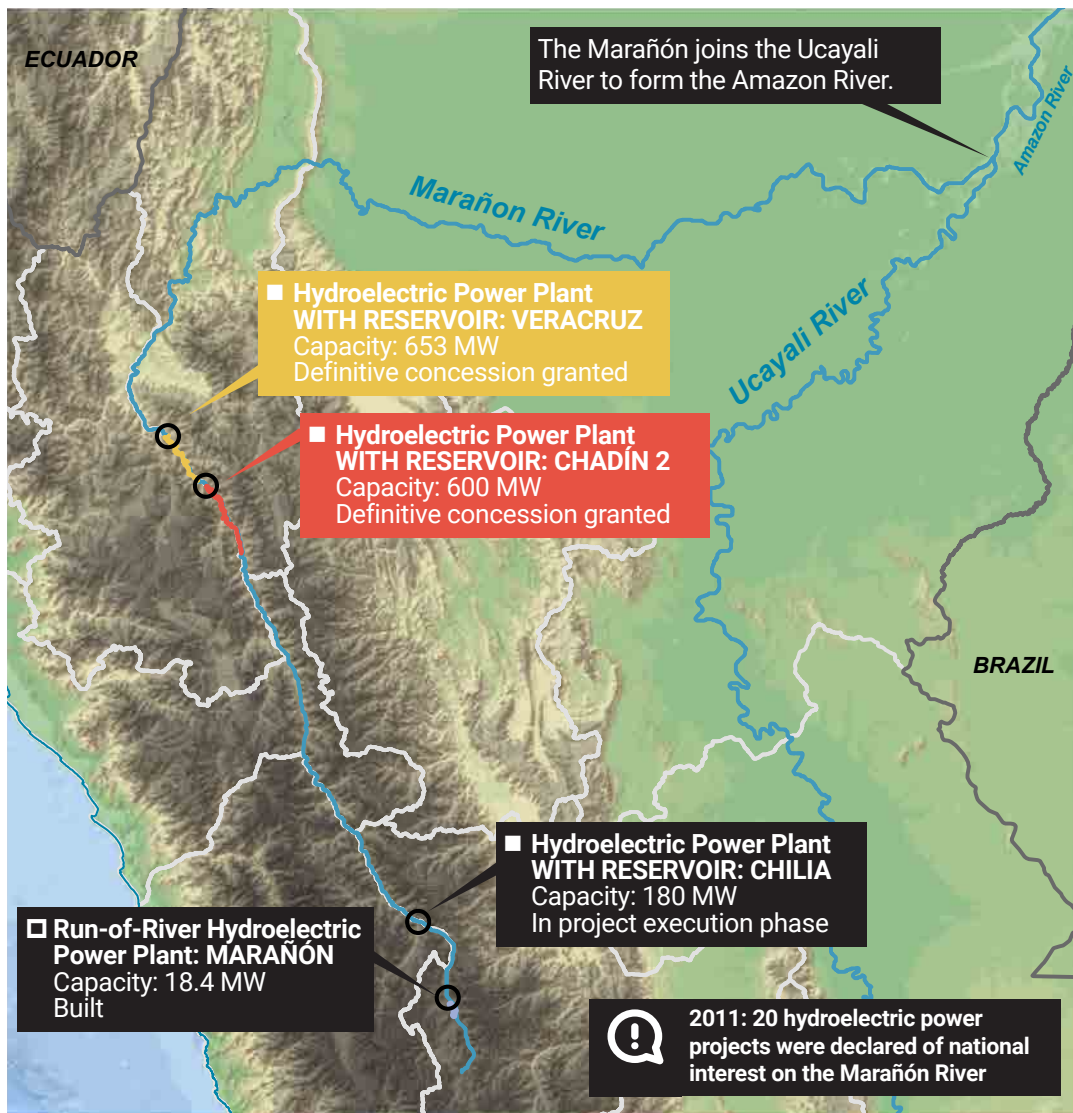 ECUADOR
The Marañón joins the Ucayali
River to form the Amazon River.
Amazon River
Marañon River
Ucayali River
Hydroelectric Power Plant
WITH RESERVOIR: VERACRUZ
Capacity: 653 MW
Definitive concession granted
Hydroelectric Power Plant
WITH RESERVOIR: CHADÍN 2
Capacity: 600 MW
Definitive concession granted
BRAZIL
Hydroelectric Power Plant
WITH RESERVOIR: CHILIA
Capacity: 180 MW
In project execution phase
Run-of-River Hydroelectric
Power Plant: MARAÑÓN
Capacity: 18.4 MW
Built
2011: 20 hydroelectric power
projects were declared of national
interest on the Marañón River